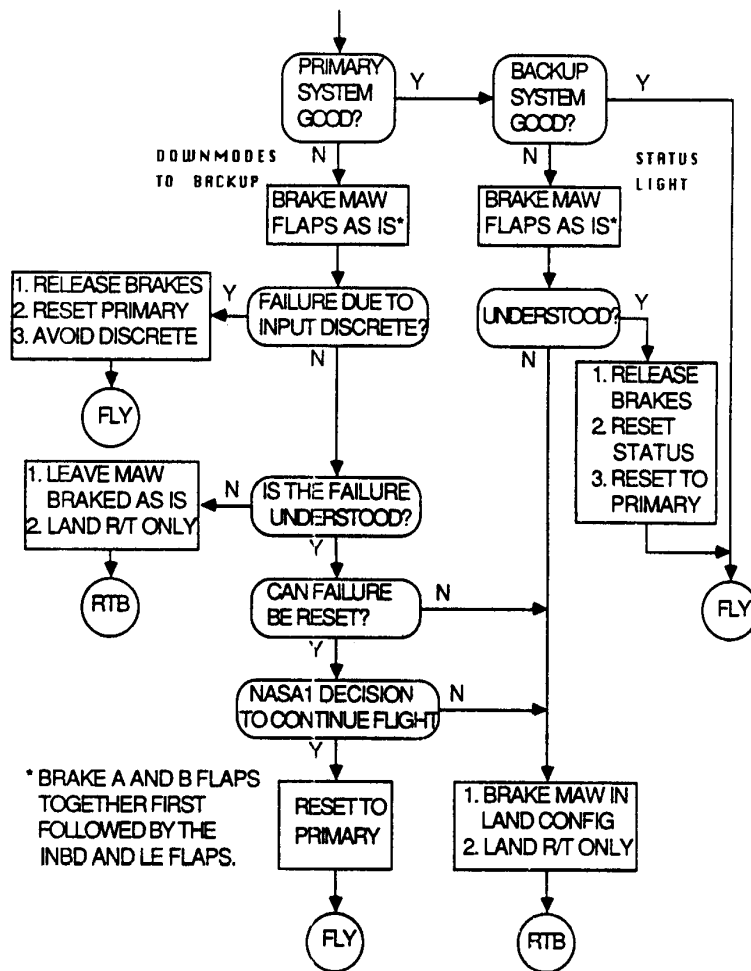 PRIMARY
SYSTEM
GOOD?
Y
BACKUP
SYSTEM
GOOD?
Y
DOWNMODES
TO BACKUP
N
N
STATUS
LIGHT
BRAKE MAW
FLAPS AS IS*
BRAKE MAW
FLAPS AS IS*
1. RELEASE BRAKES
2. RESET PRIMARY
3. AVOID DISCRETE
Y
FAILURE DUE TO
INPUT DISCRETE?
UNDERSTOOD?
Y
N
N
FLY
1. RELEASE
BRAKES
2. RESET
STATUS
3. RESET TO
PRIMARY
1. LEAVE MAW
BRAKED AS IS
2. LAND R/T ONLY
N
IS THE FAILURE
UNDERSTOOD?
Y
RTB
CAN FAILURE
BE RESET?
N
FLY
Y
NASA1 DECISION
TO CONTINUE FLIGHT
N
Y
* BRAKE A AND B FLAPS
TOGETHER FIRST
FOLLOWED BY THE
INBD AND LE FLAPS.
RESET TO
PRIMARY
1. BRAKE MAW IN
LAND CONFIG
2. LAND R/T ONLY
FLY
RTB